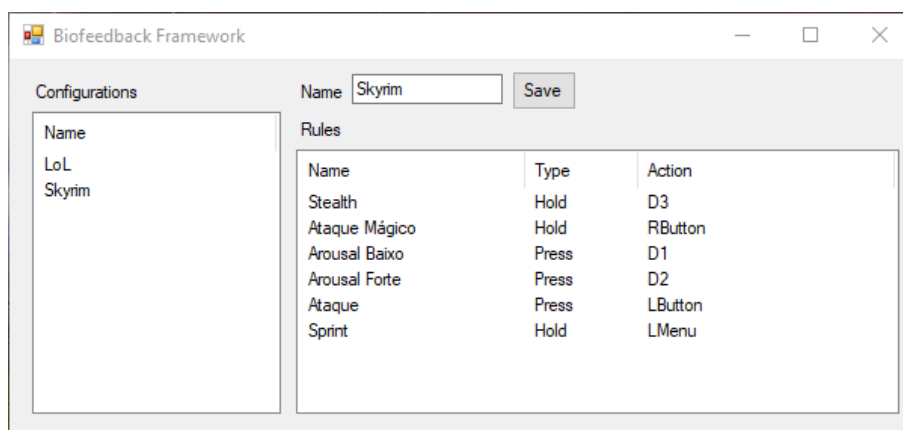 Biofeedback Framework
Configurations
Name
LoL
Skyrim
Name Skyrim Save
Rules
Name Type Action
Stealth Hold D3
Ataque Mágico Hold RButton
Arousal Baixo Press D1
Arousal Forte Press D2
Ataque Press LButton
Sprint Hold LMenu